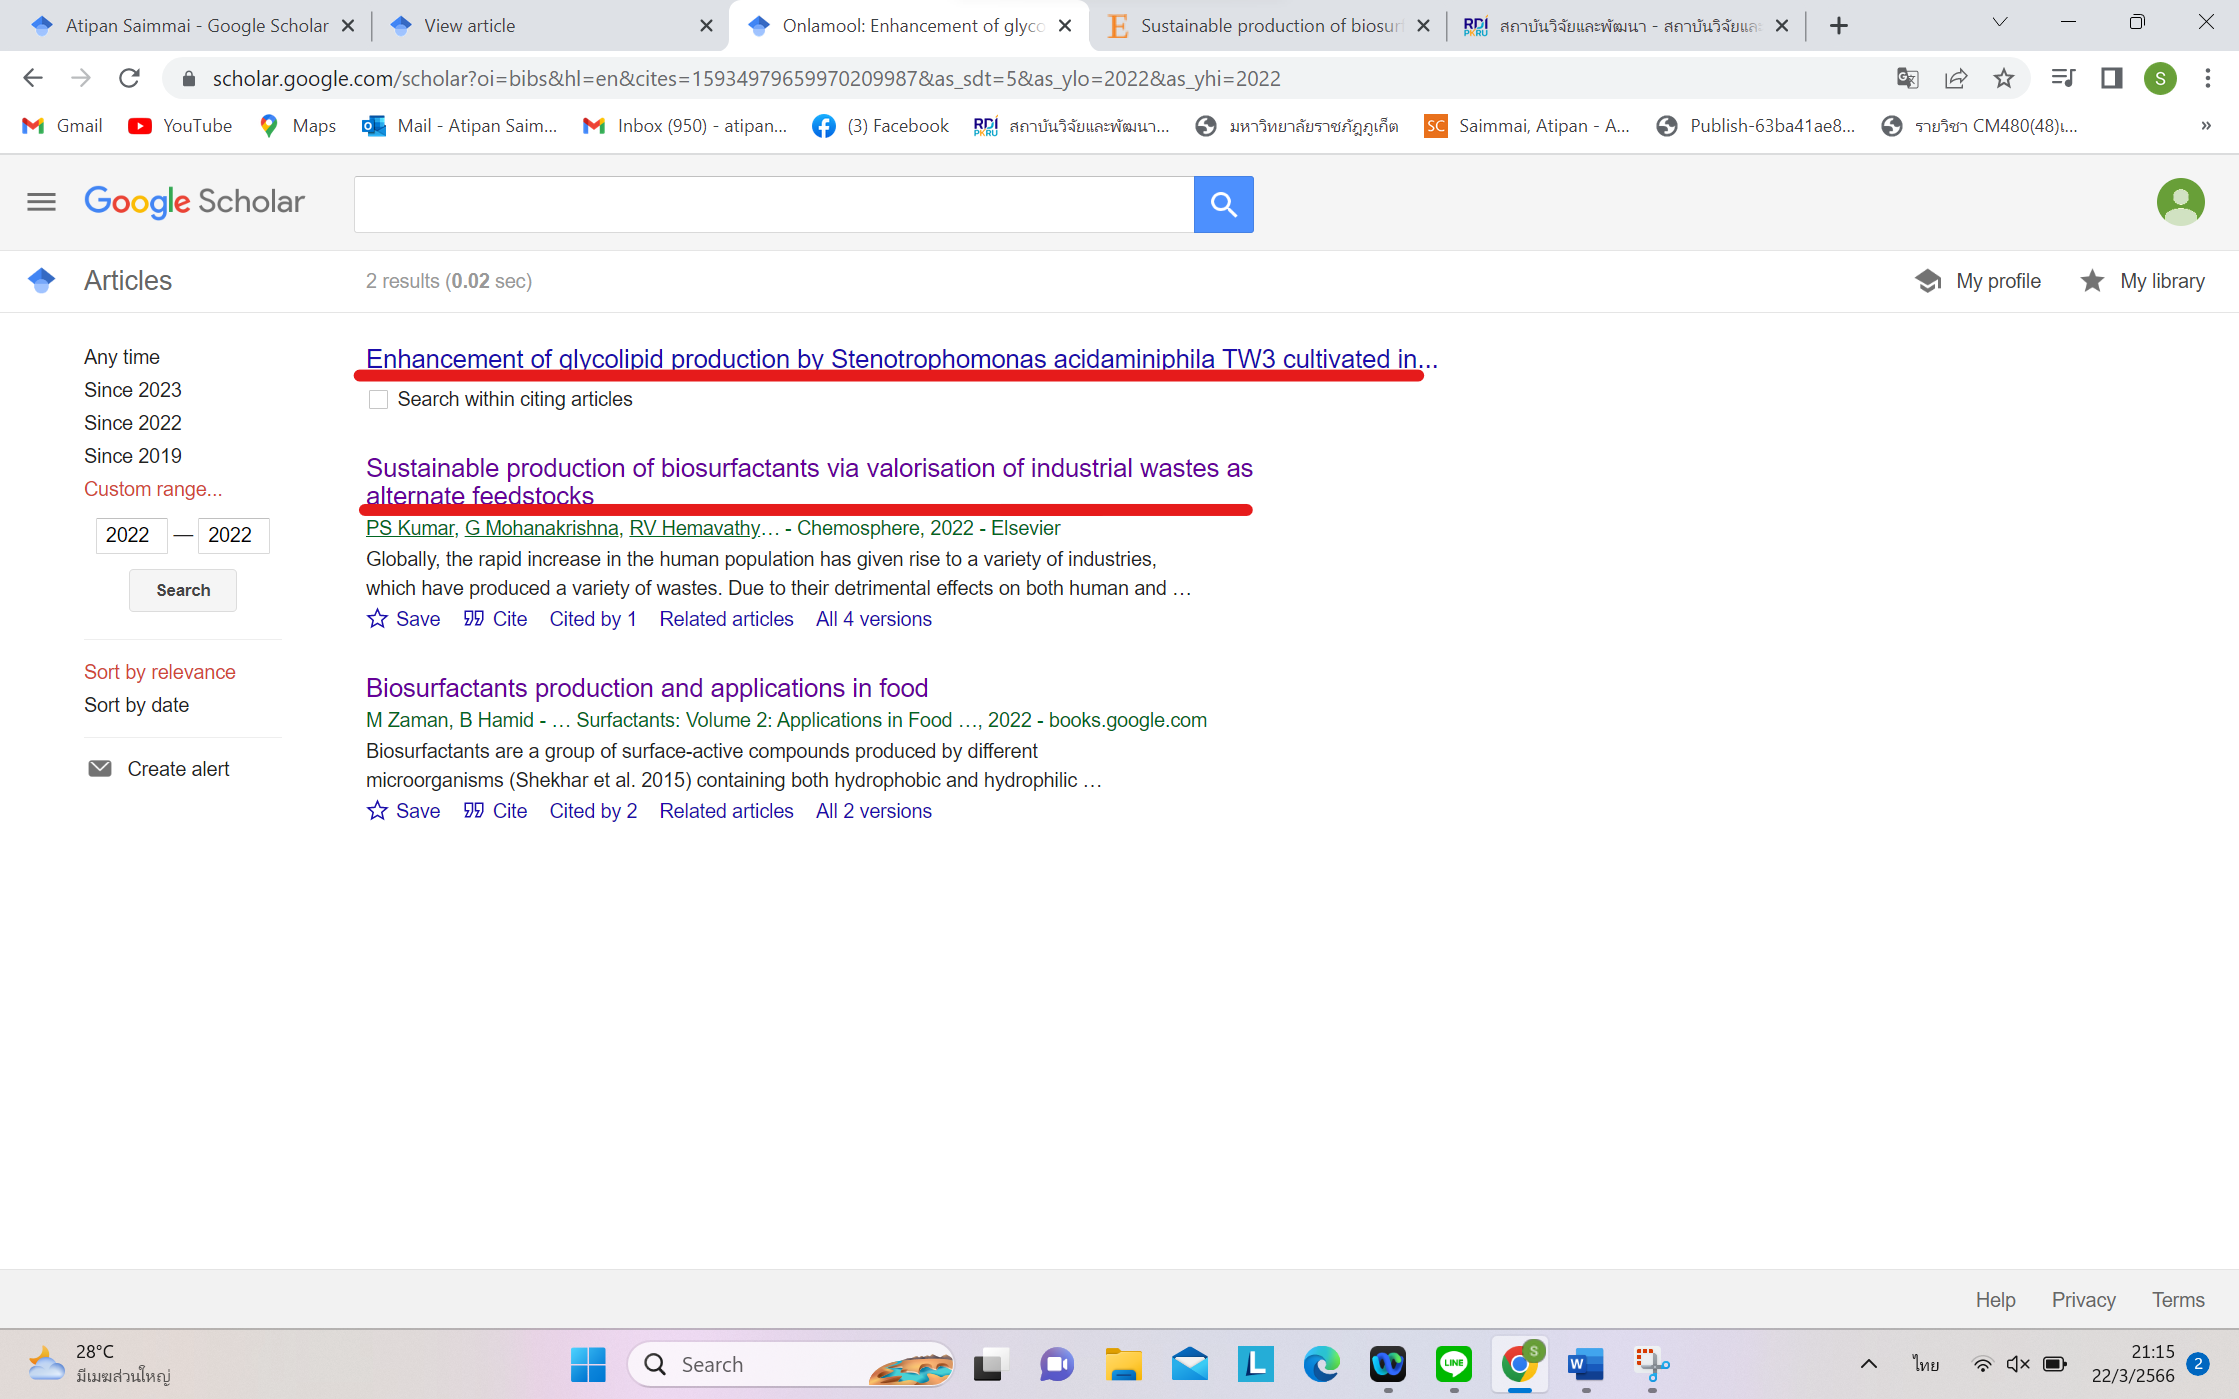 Atipan Saimmai - Google Scholar
View article
Onlamool: Enhancement of glyco
Sustainable production of biosurf
สถาบันวิจัยและพัฒนา - สถาบันวิจัยและ
scholar.google.com/scholar?oi=bibs&hl=en&cites=15934979659970209987&as_sdt=5&as_ylo=2022&as_yhi=2022
S
Gmail
YouTube
Maps
Mail - Atipan Saim...
Inbox (950) - atipan...
(3) Facebook
RDI
PKRU
สถาบันวิจัยและพัฒนา...
มหาวิทยาลัยราชภัฏภูเก็ต
SC
Saimmai, Atipan - A...
Publish-63ba41ae8...
รายวิชา CM480(48)เ...
»
Google Scholar
Articles
2 results (0.02 sec)
My profile
My library
Any time
Since 2023
Since 2022
Since 2019
Custom range...
2022 — 2022
Search
Sort by relevance
Sort by date
Create alert
Enhancement of glycolipid production by Stenotrophomonas acidaminiphila TW3 cultivated in...
Search within citing articles
Sustainable production of biosurfactants via valorisation of industrial wastes as
alternate feedstocks
PS Kumar, G Mohanakrishna, RV Hemavathy… - Chemosphere, 2022 - Elsevier
Globally, the rapid increase in the human population has given rise to a variety of industries,
which have produced a variety of wastes. Due to their detrimental effects on both human and …
Save Cite Cited by 1 Related articles All 4 versions
Biosurfactants production and applications in food
M Zaman, B Hamid - … Surfactants: Volume 2: Applications in Food …, 2022 - books.google.com
Biosurfactants are a group of surface-active compounds produced by different
microorganisms (Shekhar et al. 2015) containing both hydrophobic and hydrophilic …
Save Cite Cited by 2 Related articles All 2 versions
Help Privacy Terms
28°C
มีเมฆส่วนใหญ่
Search
L
LINE
S
W
ไทย
21:15
22/3/2566
2